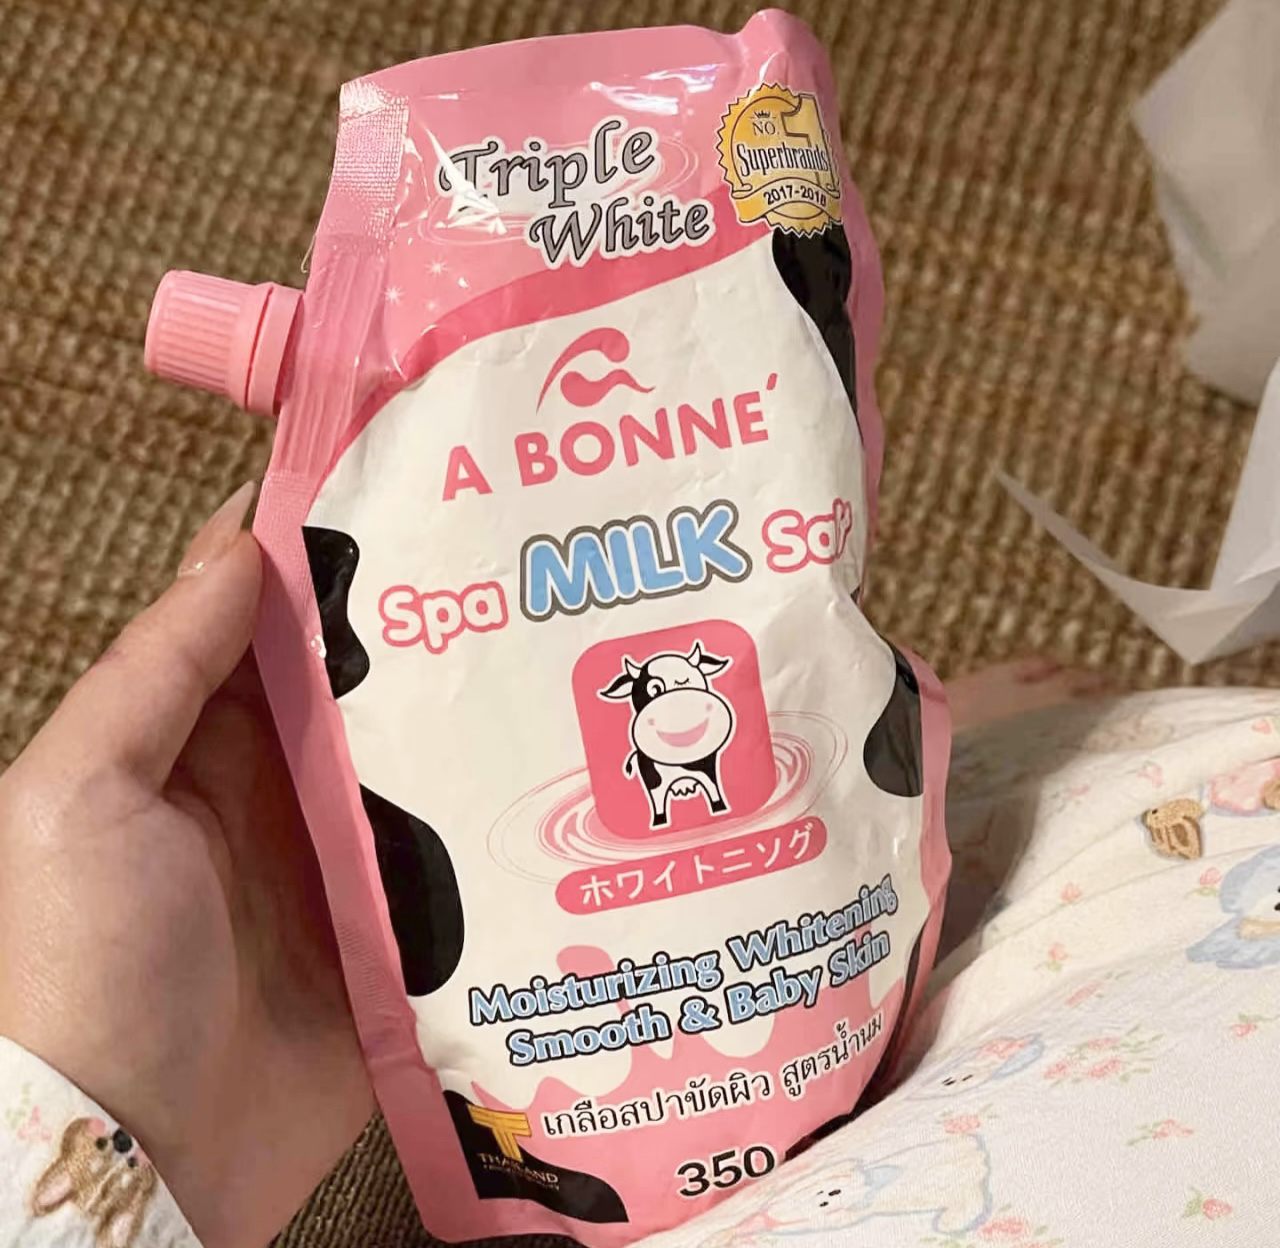 Triple
White
NO. 1
Superbrands
2017-2018
A BONNE'
Spa MILK Salt
ホワイトニソグ
Moisturizing Whitening
Smooth & Baby Skin
เกลือสปาขัดผิว สูตรน้ำนม
T
THAILAND
350